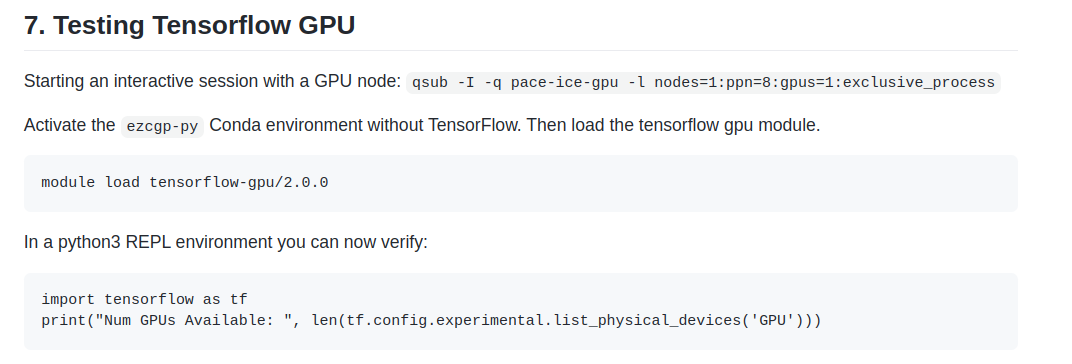 7. Testing Tensorflow GPU
Starting an interactive session with a GPU node: qsub -I -q pace-ice-gpu -l nodes=1:ppn=8:gpus=1:exclusive_process
Activate the ezcgp-py Conda environment without TensorFlow. Then load the tensorflow gpu module.
module load tensorflow-gpu/2.0.0
In a python3 REPL environment you can now verify:
import tensorflow as tf
print("Num GPUs Available: ", len(tf.config.experimental.list_physical_devices('GPU')))